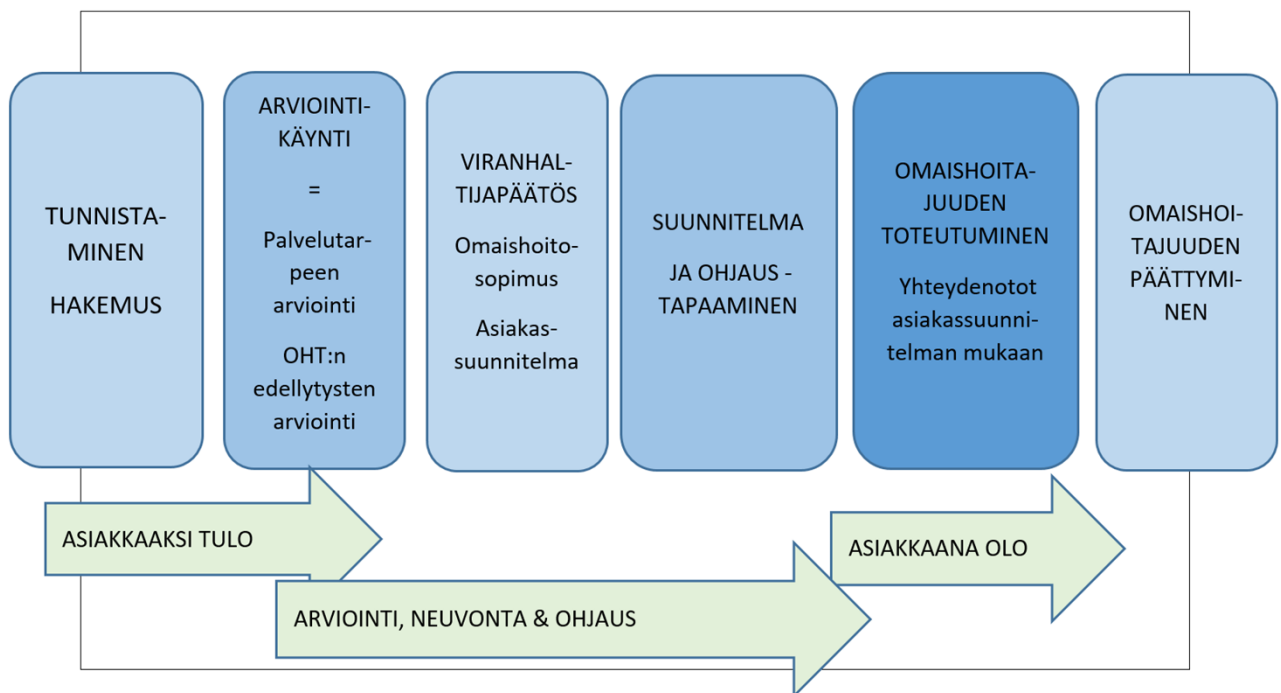 TUNNISTA-
MINEN
HAKEMUS
ARVIOINTI-
KÄYNTI
=
Palvelutar-
peen
arviointi
OHT:n
edellytysten
arviointi
VIRANHAL-
TIJAPÄÄTÖS
Omaishoito-
sopimus
Asiakas-
suunnitelma
SUUNNITELMA
JA OHJAUS -
TAPAAMINEN
OMAISHOITA-
JUUDEN
TOTEUTUMINEN
Yhteydenotot
asiakassuunni-
telman mukaan
OMAISHOI-
TAJUUDEN
PÄÄTTYMI-
NEN
ASIAKKAAKSI TULO
ARVIOINTI, NEUVONTA & OHJAUS
ASIAKKAANA OLO